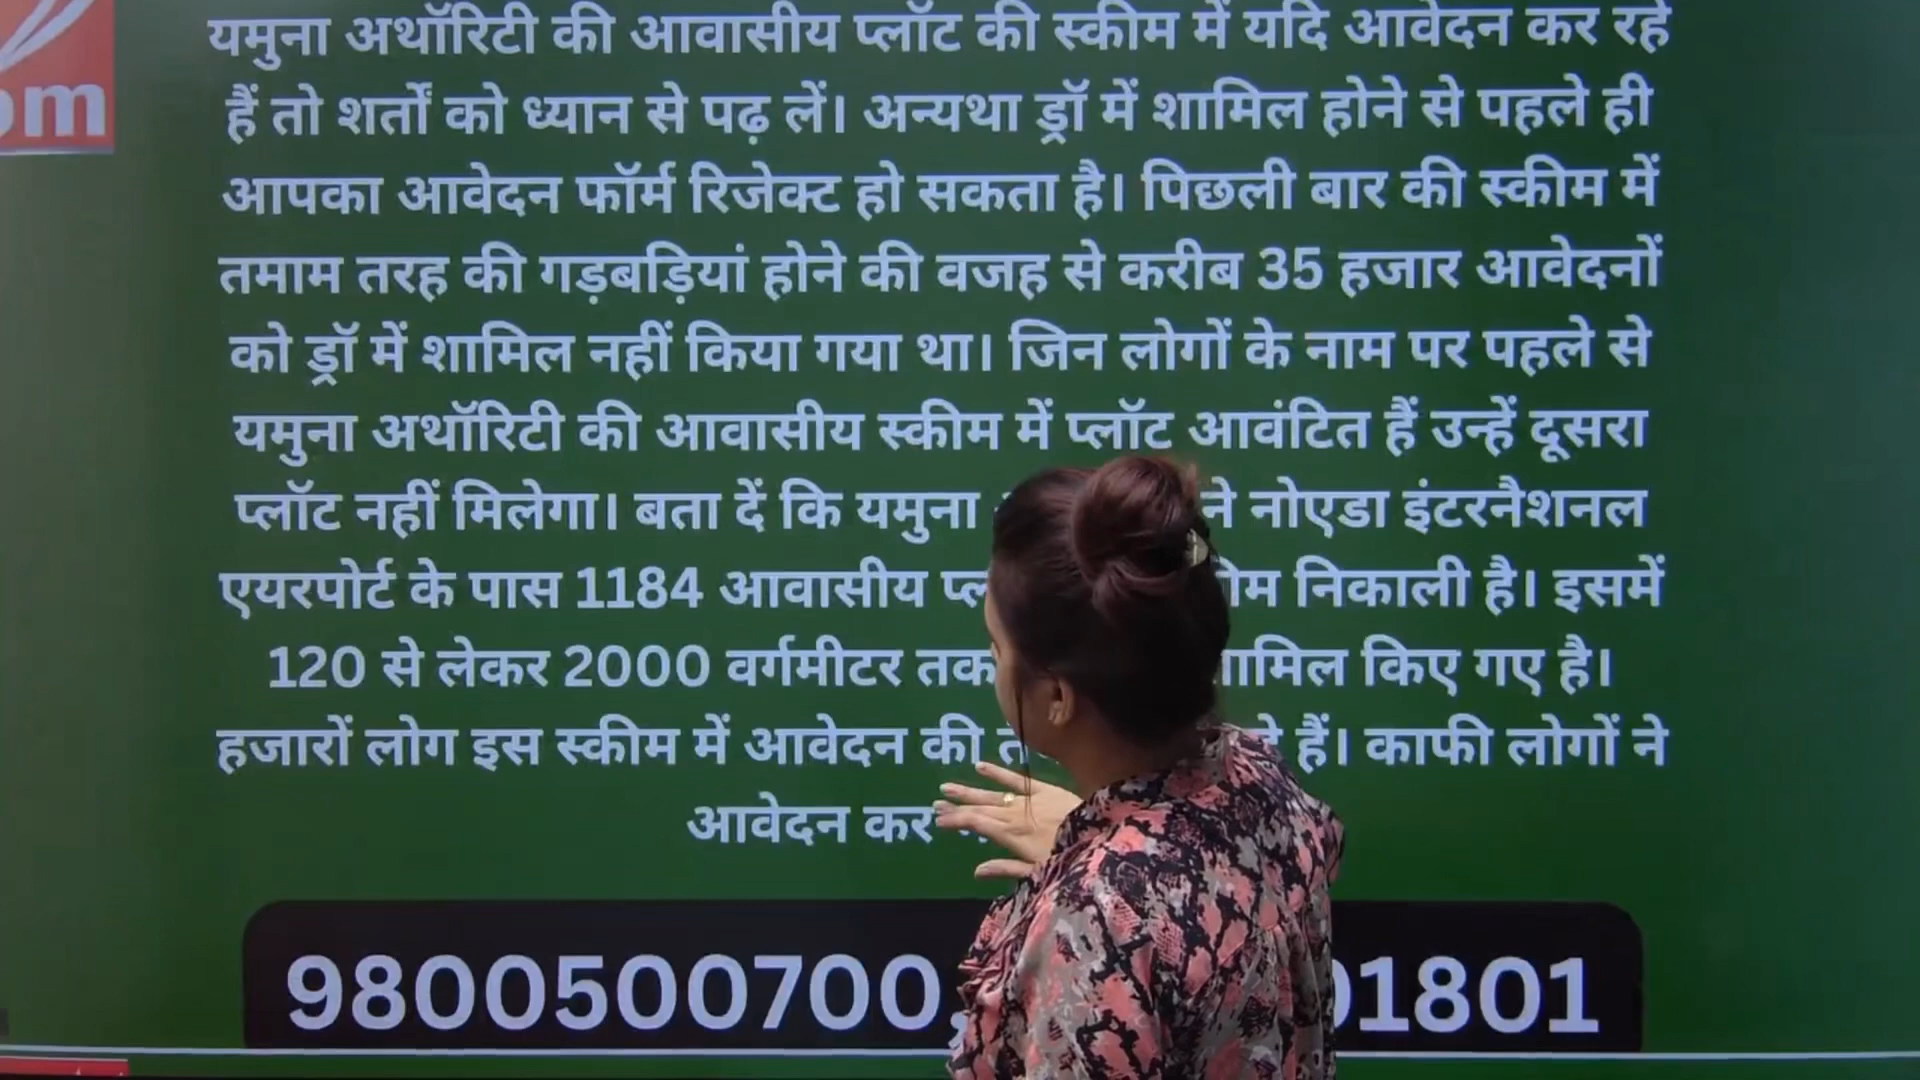 om
यमुना अथॉरिटी की आवासीय प्लॉट की स्कीम में यदि आवेदन कर रहे
हैं तो शर्तों को ध्यान से पढ़ लें। अन्यथा ड्रॉ में शामिल होने से पहले ही
आपका आवेदन फॉर्म रिजेक्ट हो सकता है। पिछली बार की स्कीम में
तमाम तरह की गड़बड़ियां होने की वजह से करीब 35 हजार आवेदनों
को ड्रॉ में शामिल नहीं किया गया था। जिन लोगों के नाम पर पहले से
यमुना अथॉरिटी की आवासीय स्कीम में प्लॉट आवंटित हैं उन्हें दूसरा
प्लॉट नहीं मिलेगा। बता दें कि यमुना ने नोएडा इंटरनैशनल
एयरपोर्ट के पास 1184 आवासीय निकाली है। इसमें
120 से लेकर 2000 वर्गमीटर तक किए गए है।
हजारों लोग इस स्कीम में आवेदन की हैं। काफी लोगों ने
आवेदन कर
9800500700, 01801